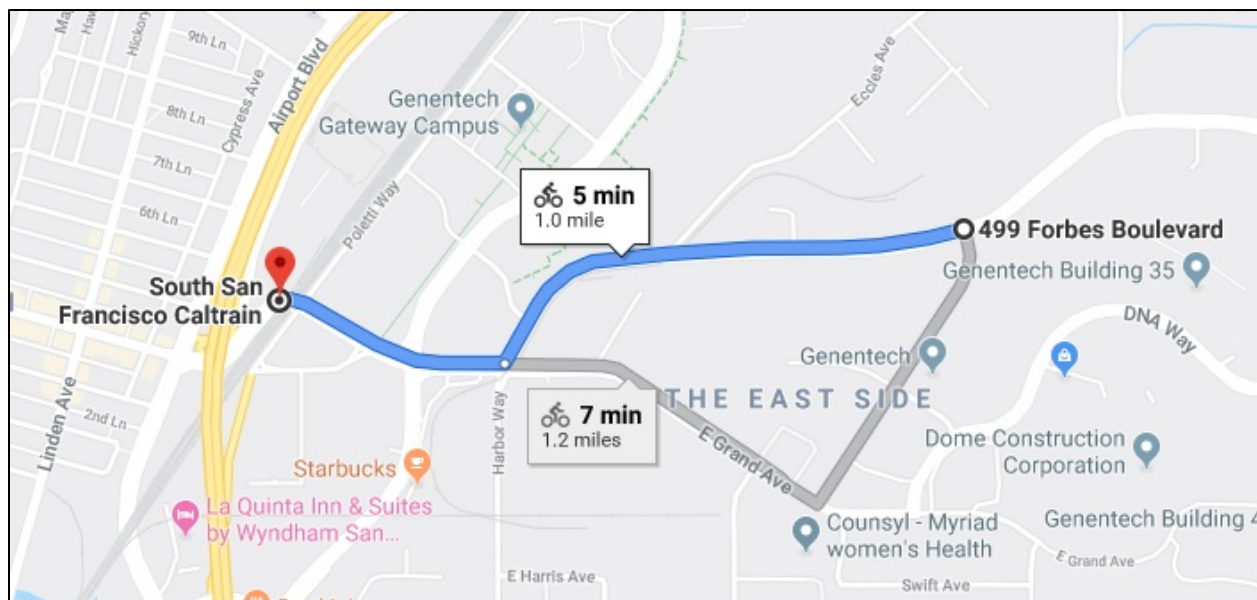 9th Ln
Hickory
Cypress Ave
8th Ln
7th Ln
6th Ln
Airport Blvd
Poletti Way
Genentech
Gateway Campus
Eccles Ave
5 min
1.0 mile
499 Forbes Boulevard
Genentech Building 35
South San
Francisco Caltrain
DNA Way
Genentech
THE EAST SIDE
7 min
1.2 miles
E Grand Ave
Harbor Way
Linden Ave
2nd Ln
Starbucks
La Quinta Inn & Suites
by Wyndham San...
Dome Construction
Corporation
Counsyl - Myriad
women's Health
Genentech Building 4
E Grand Ave
E Harris Ave
Swift Ave